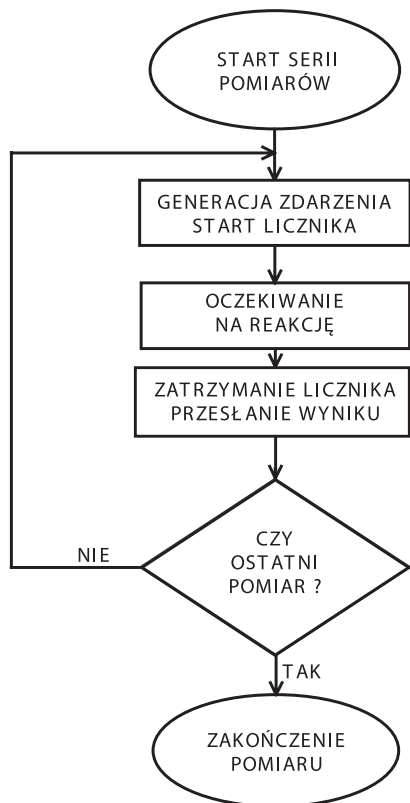 START SERII
POMIARÓW
GENERACJA ZDARZENIA
START LICZNIKA
OCZEKIWANIE
NA REAKCJĘ
ZATRZYMANIE LICZNIKA
PRZESŁANIE WYNIKU
CZY
OSTATNI
POMIAR ?
NIE
TAK
ZAKOŃCZENIE
POMIARU